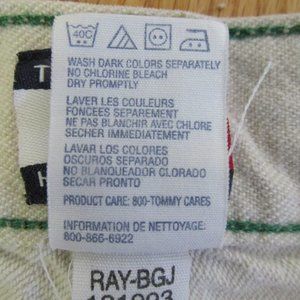 40C
T
WASH DARK COLORS SEPARATELY
NO CHLORINE BLEACH
DRY PROMPTLY
LAVER LES COULEURS
FONCÉES SEPAREMENT
NE PAS BLANCHIR AVEC CHLORE
SECHER IMMEDIATEMENT
LAVAR LOS COLORES
OSCUROS SEPARADO
NO BLANQUEADOR CLORADO
SECAR PRONTO
H
PRODUCT CARE: 800-TOMMY CARES
INFORMATION DE NETTOYAGE:
800-866-6922
RAY-BGJ